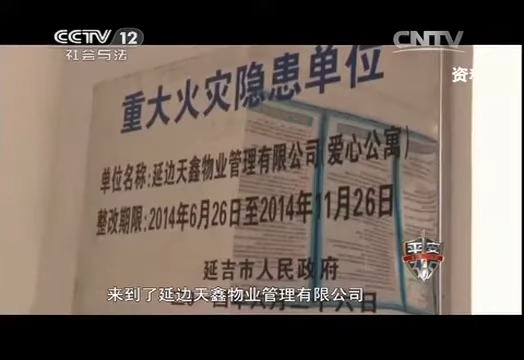 CCTV 12
社会与法
CNTV
资料
重大火灾隐患单位
单位名称:延边天鑫物业管理有限公司 爱心公寓)
整改期限:2014年6月26日至2014年11月26日
延吉市人民政府
平安
来到了延边天鑫物业管理有限公司